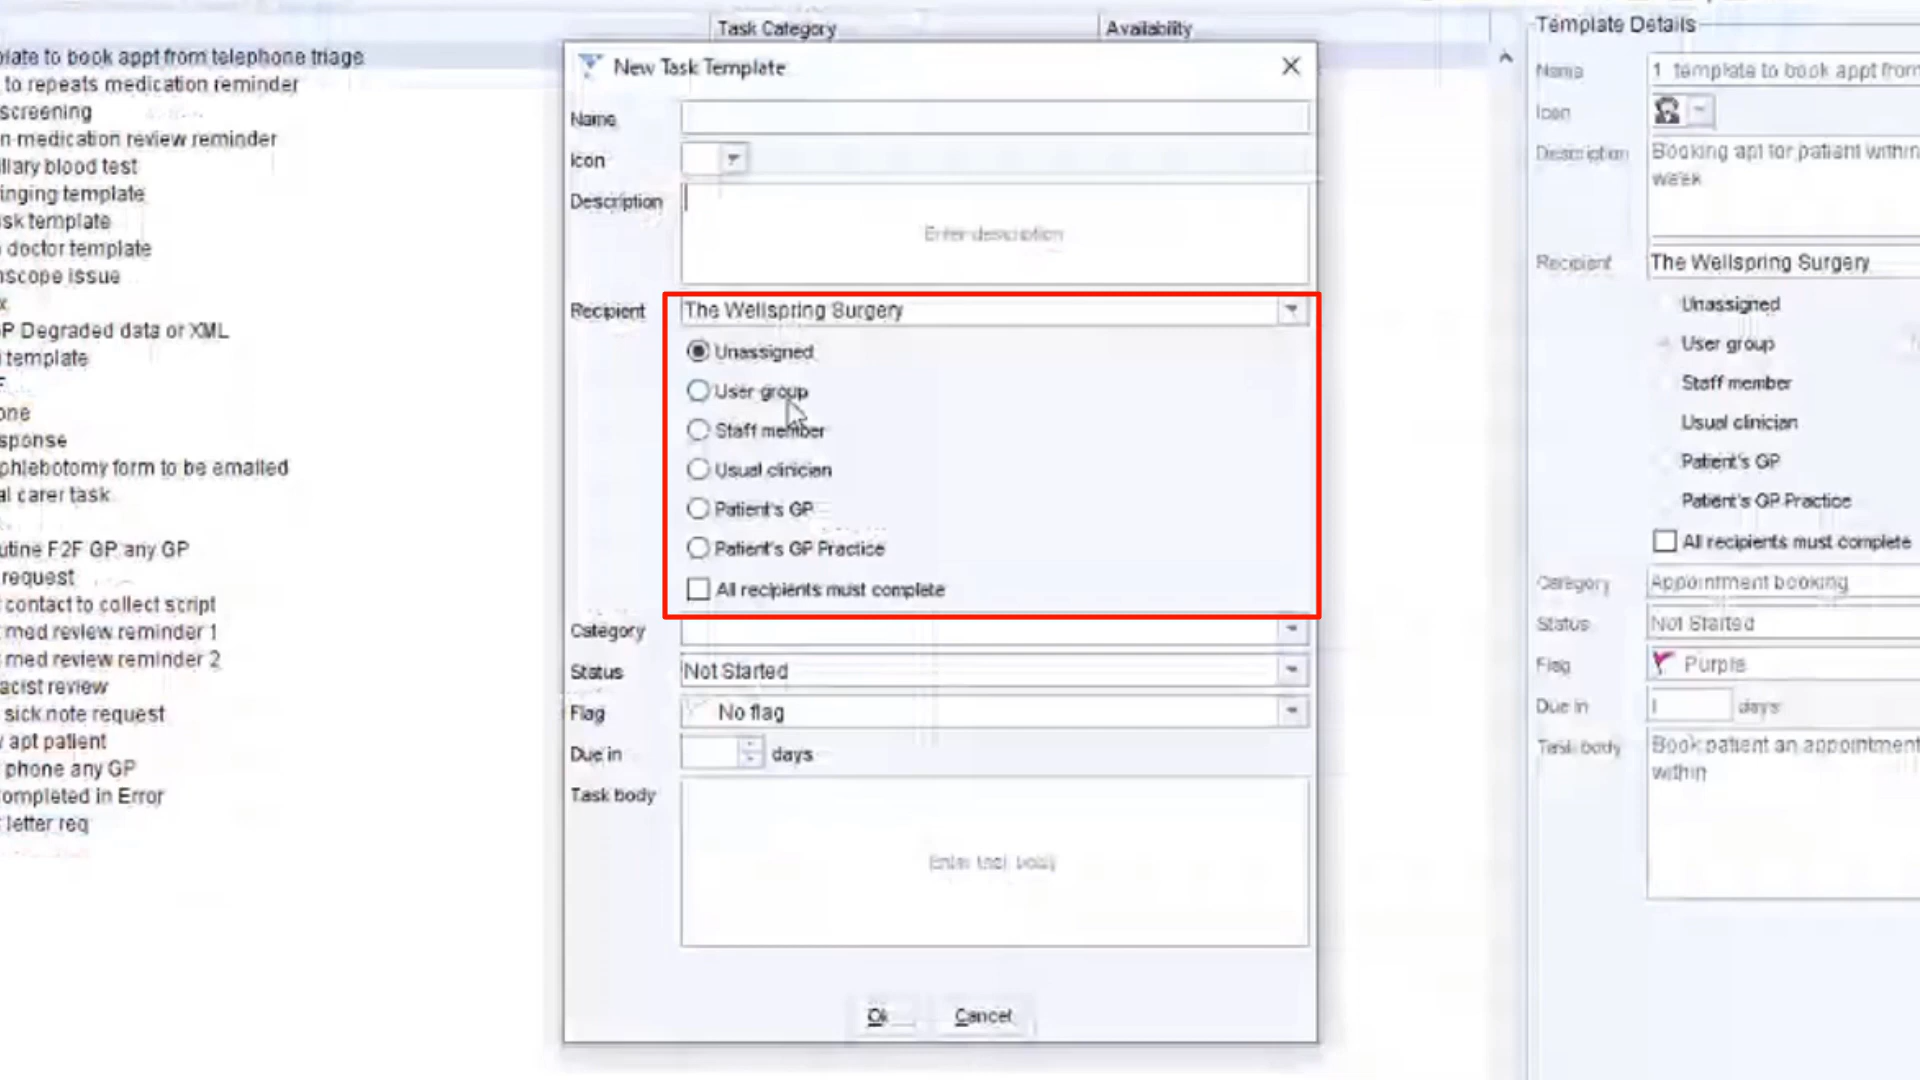 Task Category
Availability
plate to book appt from telephone triage
to repeats medication reminder
screening
n medication review reminder
illary blood test
inging template
sk template
doctor template
oscope issue
x
P Degraded data or XML
template
one
sponse
phlebotomy form to be emailed
al carer task
utine F2F GP any GP
request
contact to collect script
med review reminder 1
med review reminder 2
acist review
sick note request
apt patient
phone any GP
ompleted in Error
letter req
New Task Template
Name
Icon
Description
Enter description
Recipient
The Wellspring Surgery
Unassigned
User group
Staff member
Usual clinician
Patient's GP
Patient's GP Practice
All recipients must complete
Category
Status
Not Started
Flag
No flag
Due in
days
Task body
Enter task body
Ok
Cancel
Template Details
Name
1 template to book appt from
Icon
Description
Booking apt for patient within
week
Recipient
The Wellspring Surgery
Unassigned
User group
Staff member
Usual clinician
Patient's GP
Patient's GP Practice
All recipients must complete
Category
Appointment booking
Status
Not Started
Flag
Purple
Due in
days
Task body
Book patient an appointment
within